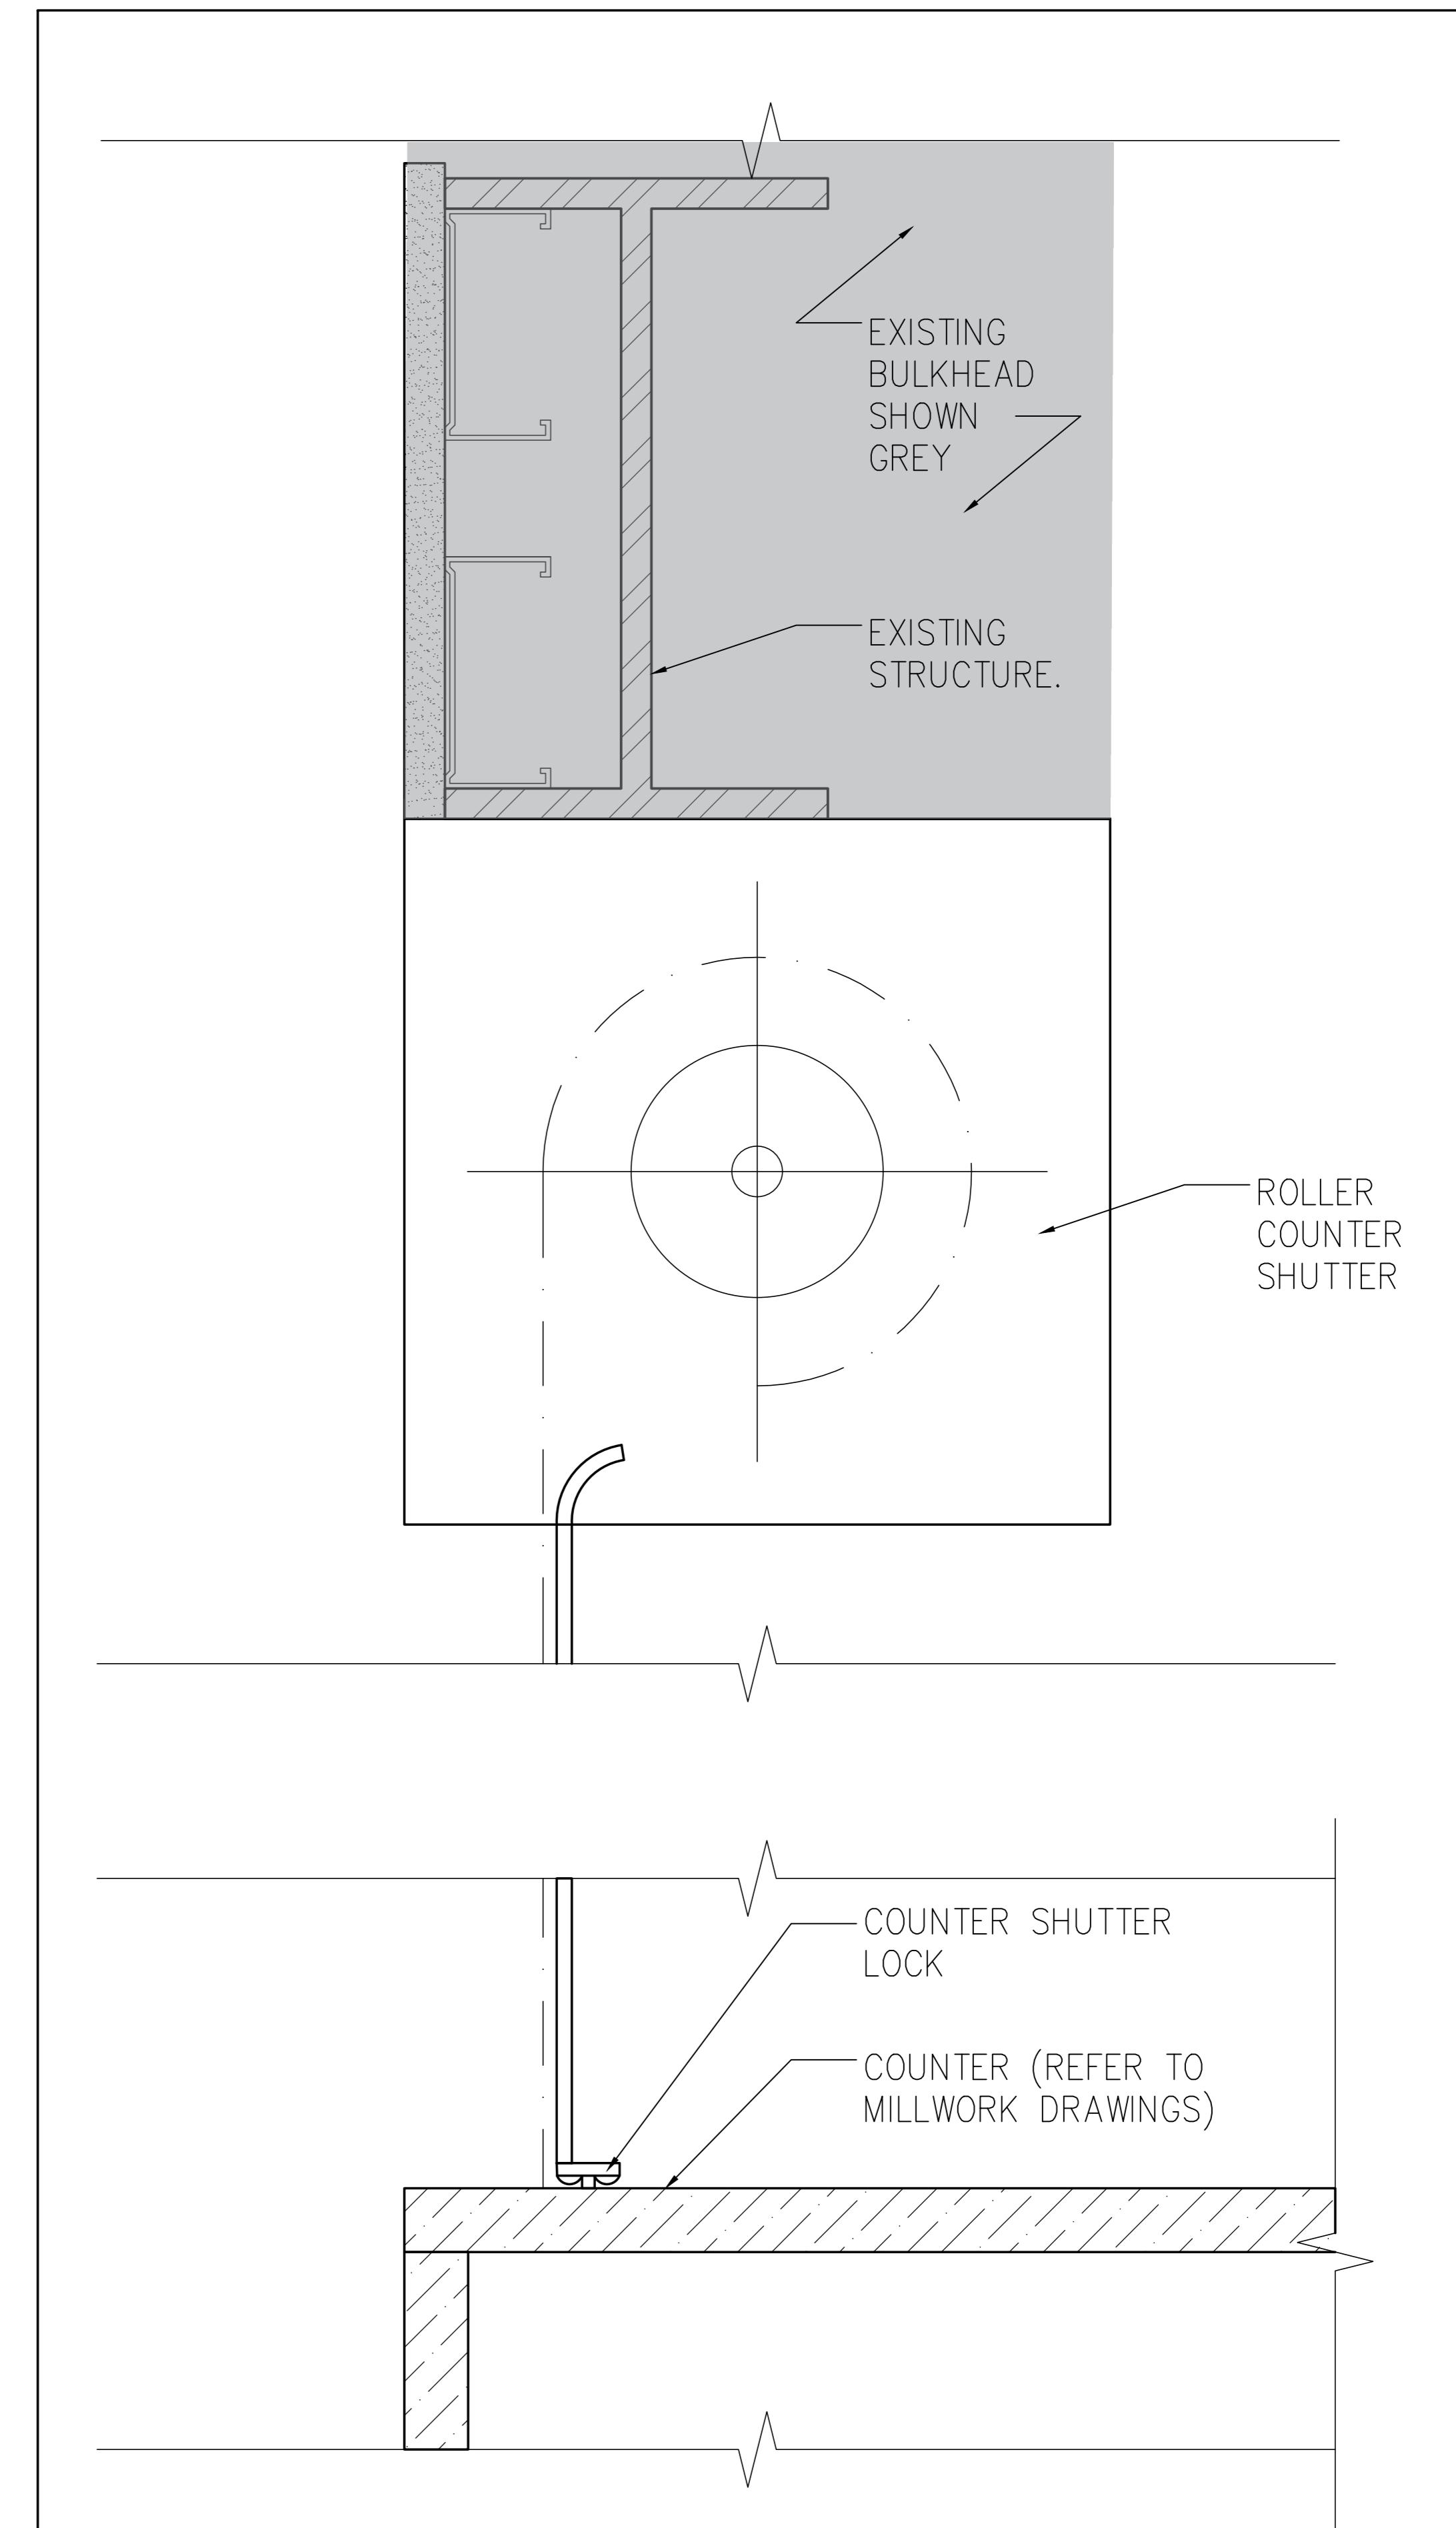 EXISTING
BULKHEAD
SHOWN
GREY
EXISTING
STRUCTURE.
ROLLER
COUNTER
SHUTTER
COUNTER SHUTTER
LOCK
COUNTER (REFER TO
MILLWORK DRAWINGS)